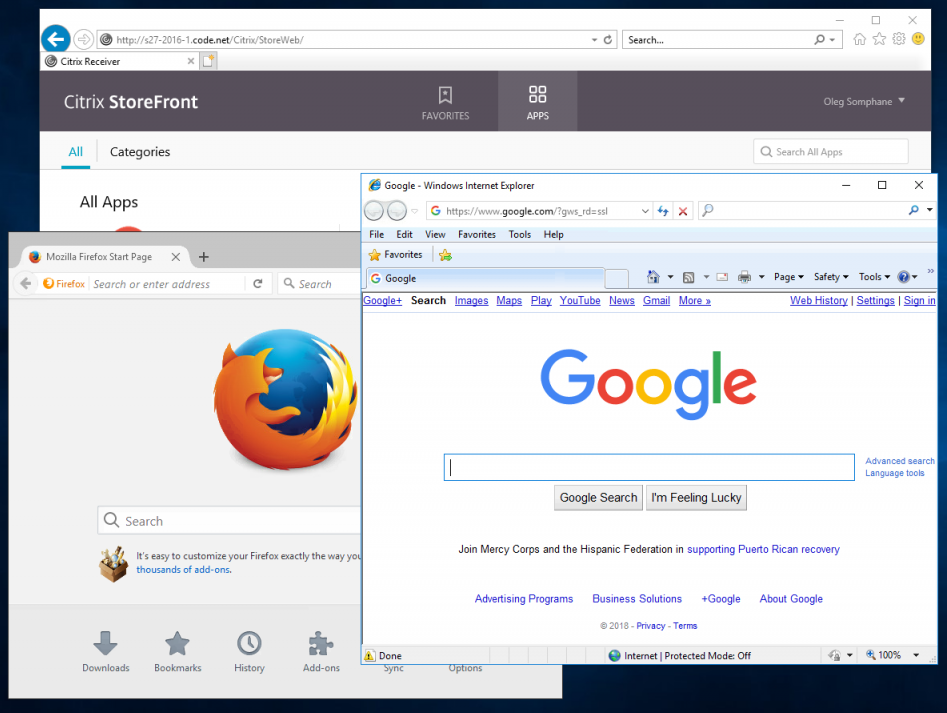 http://s27-2016-1.code.net/Citrix/StoreWeb/
Search...
Citrix Receiver
Citrix StoreFront
FAVORITES
APPS
Oleg Somphane
All
Categories
Search All Apps
All Apps
Mozilla Firefox Start Page
Firefox
Search or enter address
Search
Search
It's easy to customize your Firefox exactly the way you
thousands of add-ons.
Downloads
Bookmarks
History
Add-ons
Sync
Options
Google - Windows Internet Explorer
https://www.google.com/?gws_rd=ssl
File Edit View Favorites Tools Help
Favorites
Google
Page Safety Tools »
Google+ Search Images Maps Play YouTube News Gmail More »
Web History | Settings | Sign in
Google
Advanced search
Language tools
Google Search
I'm Feeling Lucky
Join Mercy Corps and the Hispanic Federation in supporting Puerto Rican recovery
Advertising Programs Business Solutions +Google About Google
© 2018 - Privacy - Terms
Done
Internet | Protected Mode: Off
100%